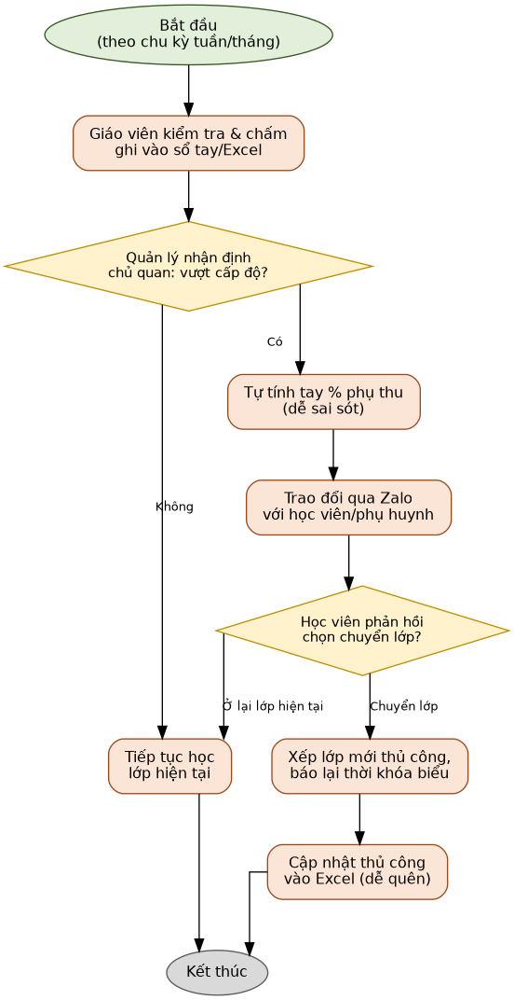 Bắt đầu
(theo chu kỳ tuần/tháng)
Giáo viên kiểm tra & chấm
ghi vào sổ tay/Excel
Quản lý nhận định
chủ quan: vượt cấp độ?
Có
Tự tính tay % phụ thu
(dễ sai sót)
Trao đổi qua Zalo
với học viên/phụ huynh
Không
Học viên phản hồi
chọn chuyển lớp?
Ở lại lớp hiện tại
Chuyển lớp
Tiếp tục học
lớp hiện tại
Xếp lớp mới thủ công,
báo lại thời khóa biểu
Cập nhật thủ công
vào Excel (dễ quên)
Kết thúc